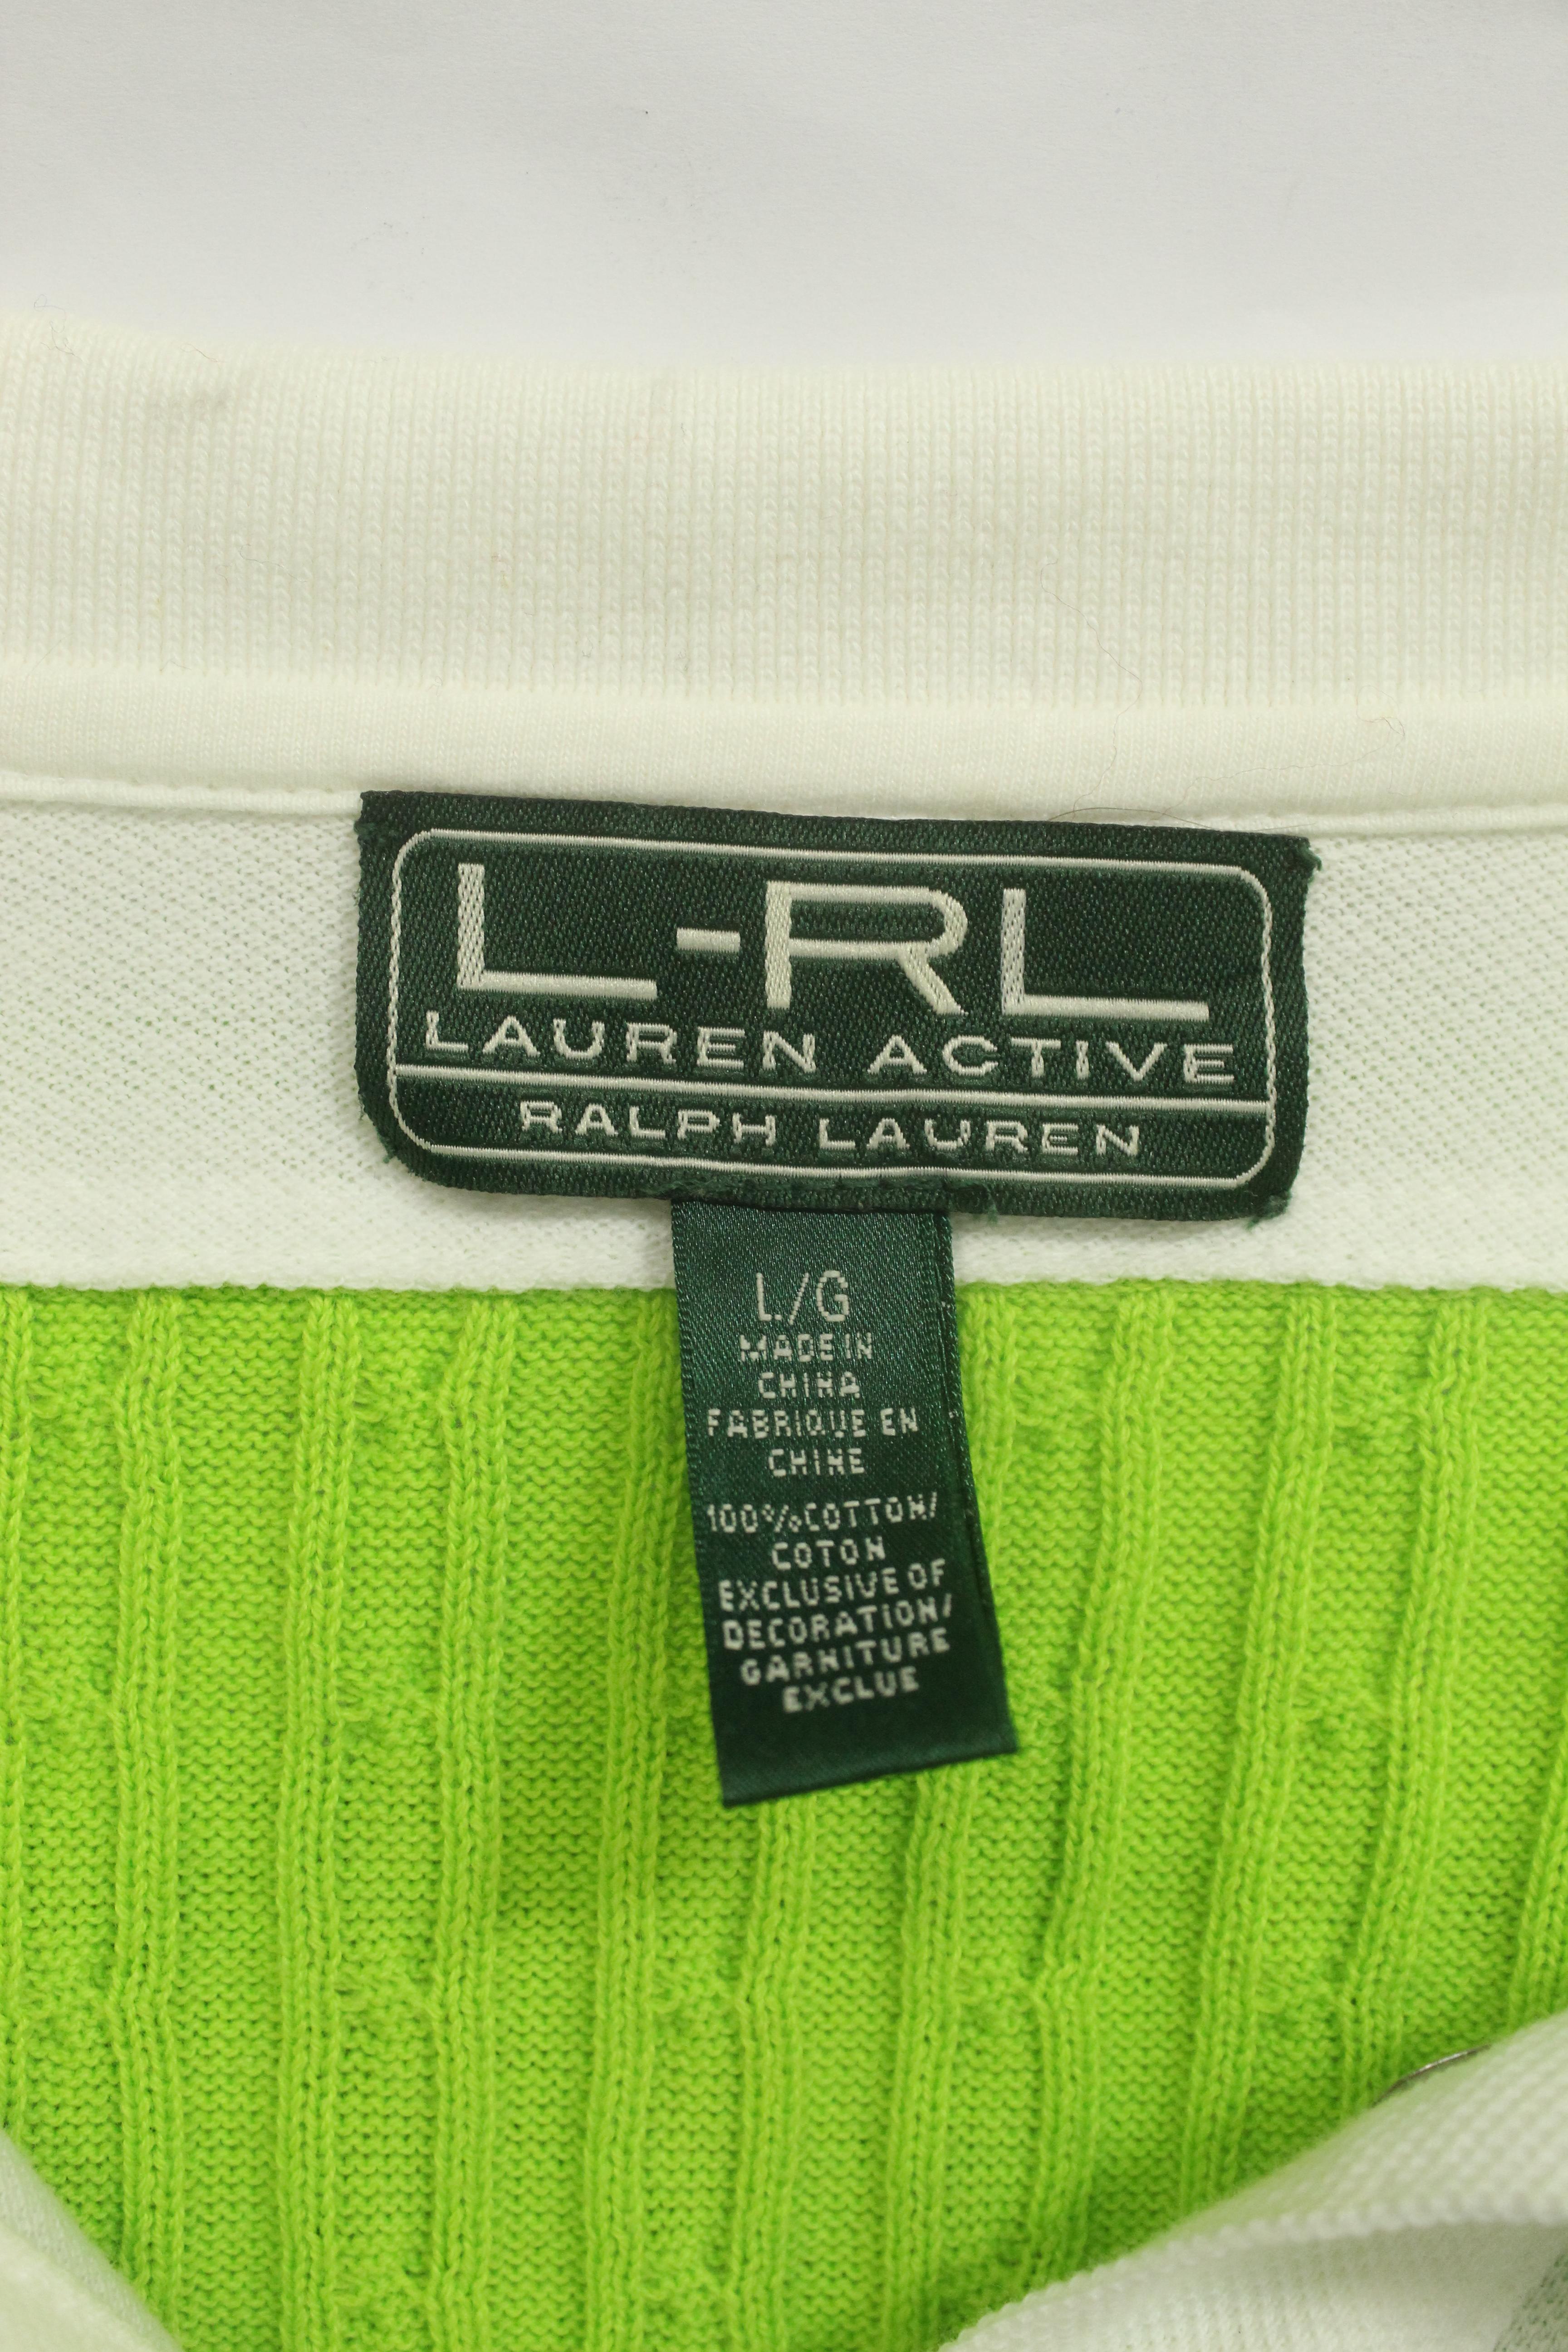 L-RL
LAUREN ACTIVE
RALPH LAUREN
L/G
MADE IN
CHINA
FABRIQUE EN
CHINE
100% COTTON/
COTON
EXCLUSIVE OF
DECORATION/
GARNITURE
EXCLUE